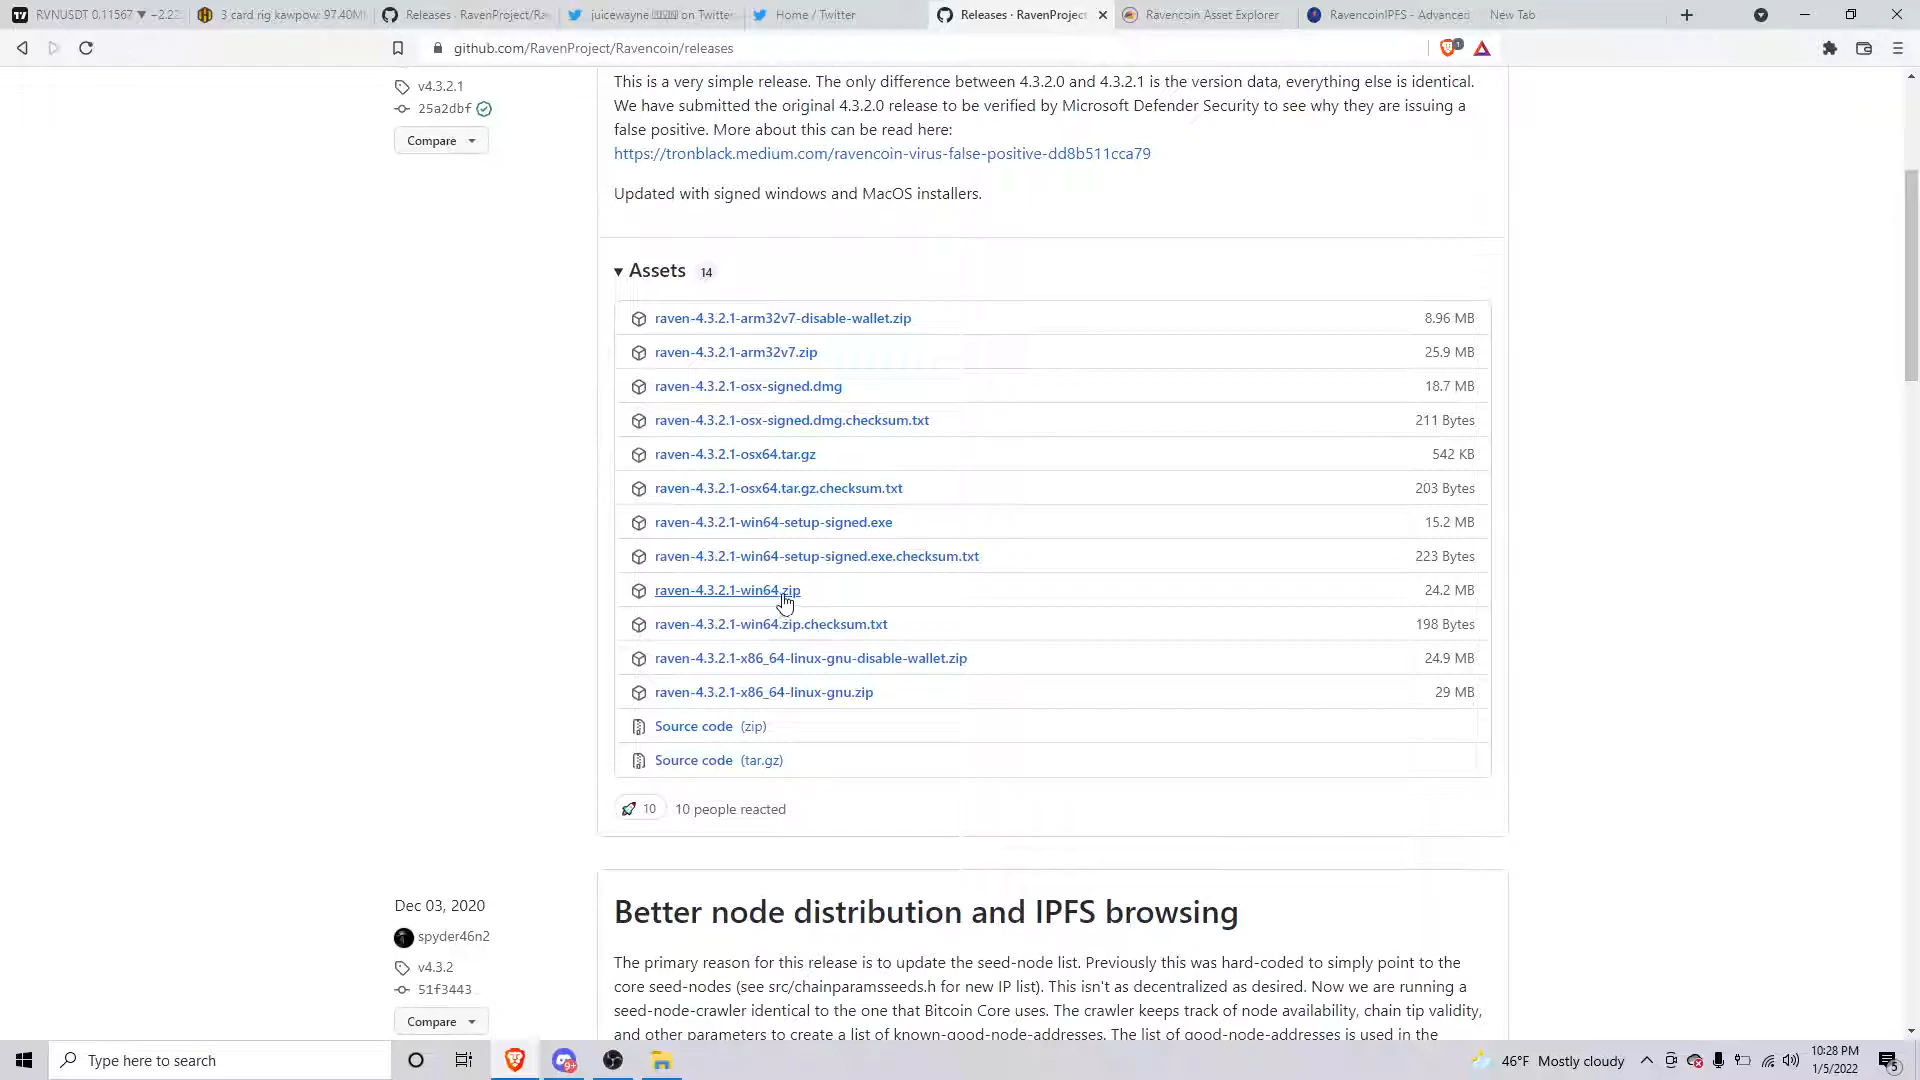 RVNUSDT 0.11567 ▼ −2.22
3 card rig kawpow: 97.40M
Releases · RavenProject/Ra
juicewayne on Twitte
Home / Twitter
Releases · RavenProject
Ravencoin Asset Explorer
RavencoinIPFS - Advanced
New Tab
github.com/RavenProject/Ravencoin/releases
v4.3.2.1
25a2dbf
Compare
This is a very simple release. The only difference between 4.3.2.0 and 4.3.2.1 is the version data, everything else is identical.
We have submitted the original 4.3.2.0 release to be verified by Microsoft Defender Security to see why they are issuing a
false positive. More about this can be read here:
https://tronblack.medium.com/ravencoin-virus-false-positive-dd8b511cca79
Updated with signed windows and MacOS installers.
Assets 14
raven-4.3.2.1-arm32v7-disable-wallet.zip 8.96 MB
raven-4.3.2.1-arm32v7.zip 25.9 MB
raven-4.3.2.1-osx-signed.dmg 18.7 MB
raven-4.3.2.1-osx-signed.dmg.checksum.txt 211 Bytes
raven-4.3.2.1-osx64.tar.gz 542 KB
raven-4.3.2.1-osx64.tar.gz.checksum.txt 203 Bytes
raven-4.3.2.1-win64-setup-signed.exe 15.2 MB
raven-4.3.2.1-win64-setup-signed.exe.checksum.txt 223 Bytes
raven-4.3.2.1-win64.zip 24.2 MB
raven-4.3.2.1-win64.zip.checksum.txt 198 Bytes
raven-4.3.2.1-x86_64-linux-gnu-disable-wallet.zip 24.9 MB
raven-4.3.2.1-x86_64-linux-gnu.zip 29 MB
Source code (zip)
Source code (tar.gz)
10 10 people reacted
Dec 03, 2020
spyder46n2
v4.3.2
51f3443
Compare
Better node distribution and IPFS browsing
The primary reason for this release is to update the seed-node list. Previously this was hard-coded to simply point to the
core seed-nodes (see src/chainparamsseeds.h for new IP list). This isn't as decentralized as desired. Now we are running a
seed-node-crawler identical to the one that Bitcoin Core uses. The crawler keeps track of node availability, chain tip validity,
and other parameters to create a list of known-good-node-addresses. The list of good-node-addresses is used in the
Type here to search
9+
46°F Mostly cloudy
10:28 PM
1/5/2022
5